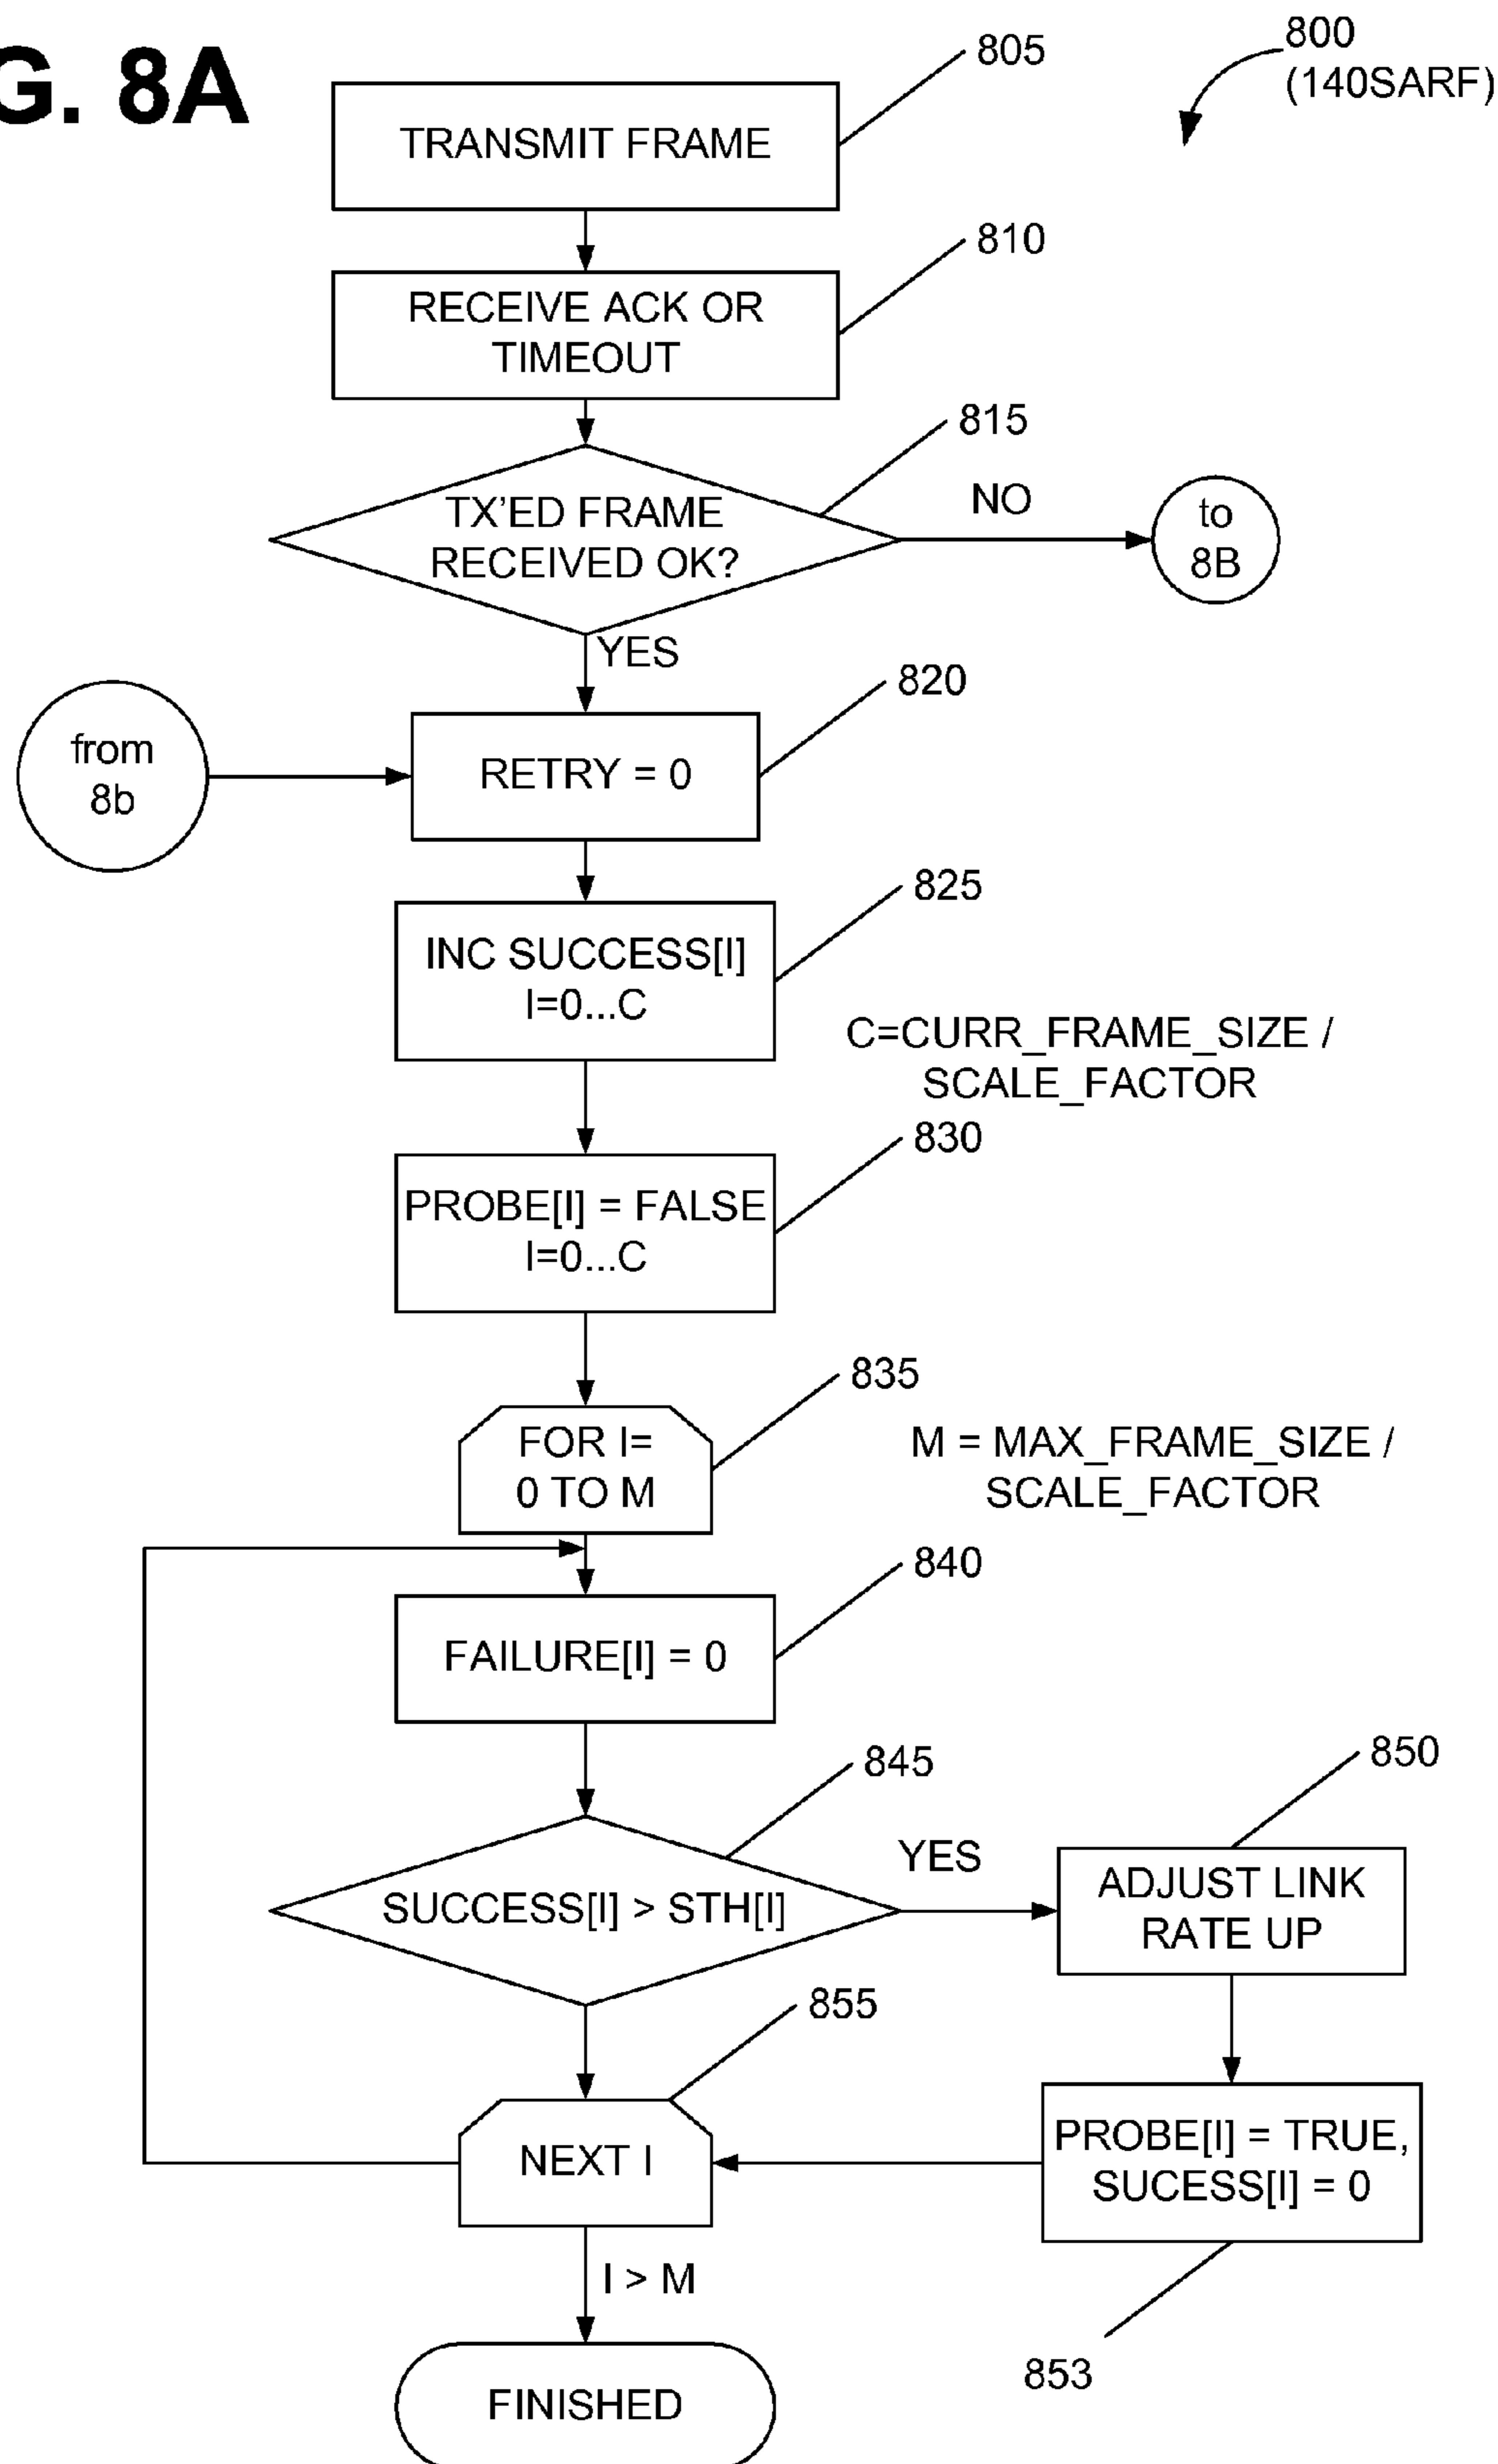 G. 8A
800
(140SARF)
805
TRANSMIT FRAME
810
RECEIVE ACK OR
TIMEOUT
815
TX'ED FRAME
RECEIVED OK?
NO
to
8B
YES
from
8b
820
RETRY = 0
825
INC SUCCESS[I]
I=0...C
C=CURR_FRAME_SIZE /
SCALE_FACTOR
830
PROBE[I] = FALSE
I=0...C
835
FOR I=
0 TO M
M = MAX_FRAME_SIZE /
SCALE_FACTOR
840
FAILURE[I] = 0
845
SUCCESS[I] > STH[I]
YES
850
ADJUST LINK
RATE UP
855
NEXT I
PROBE[I] = TRUE,
SUCESS[I] = 0
853
I > M
FINISHED